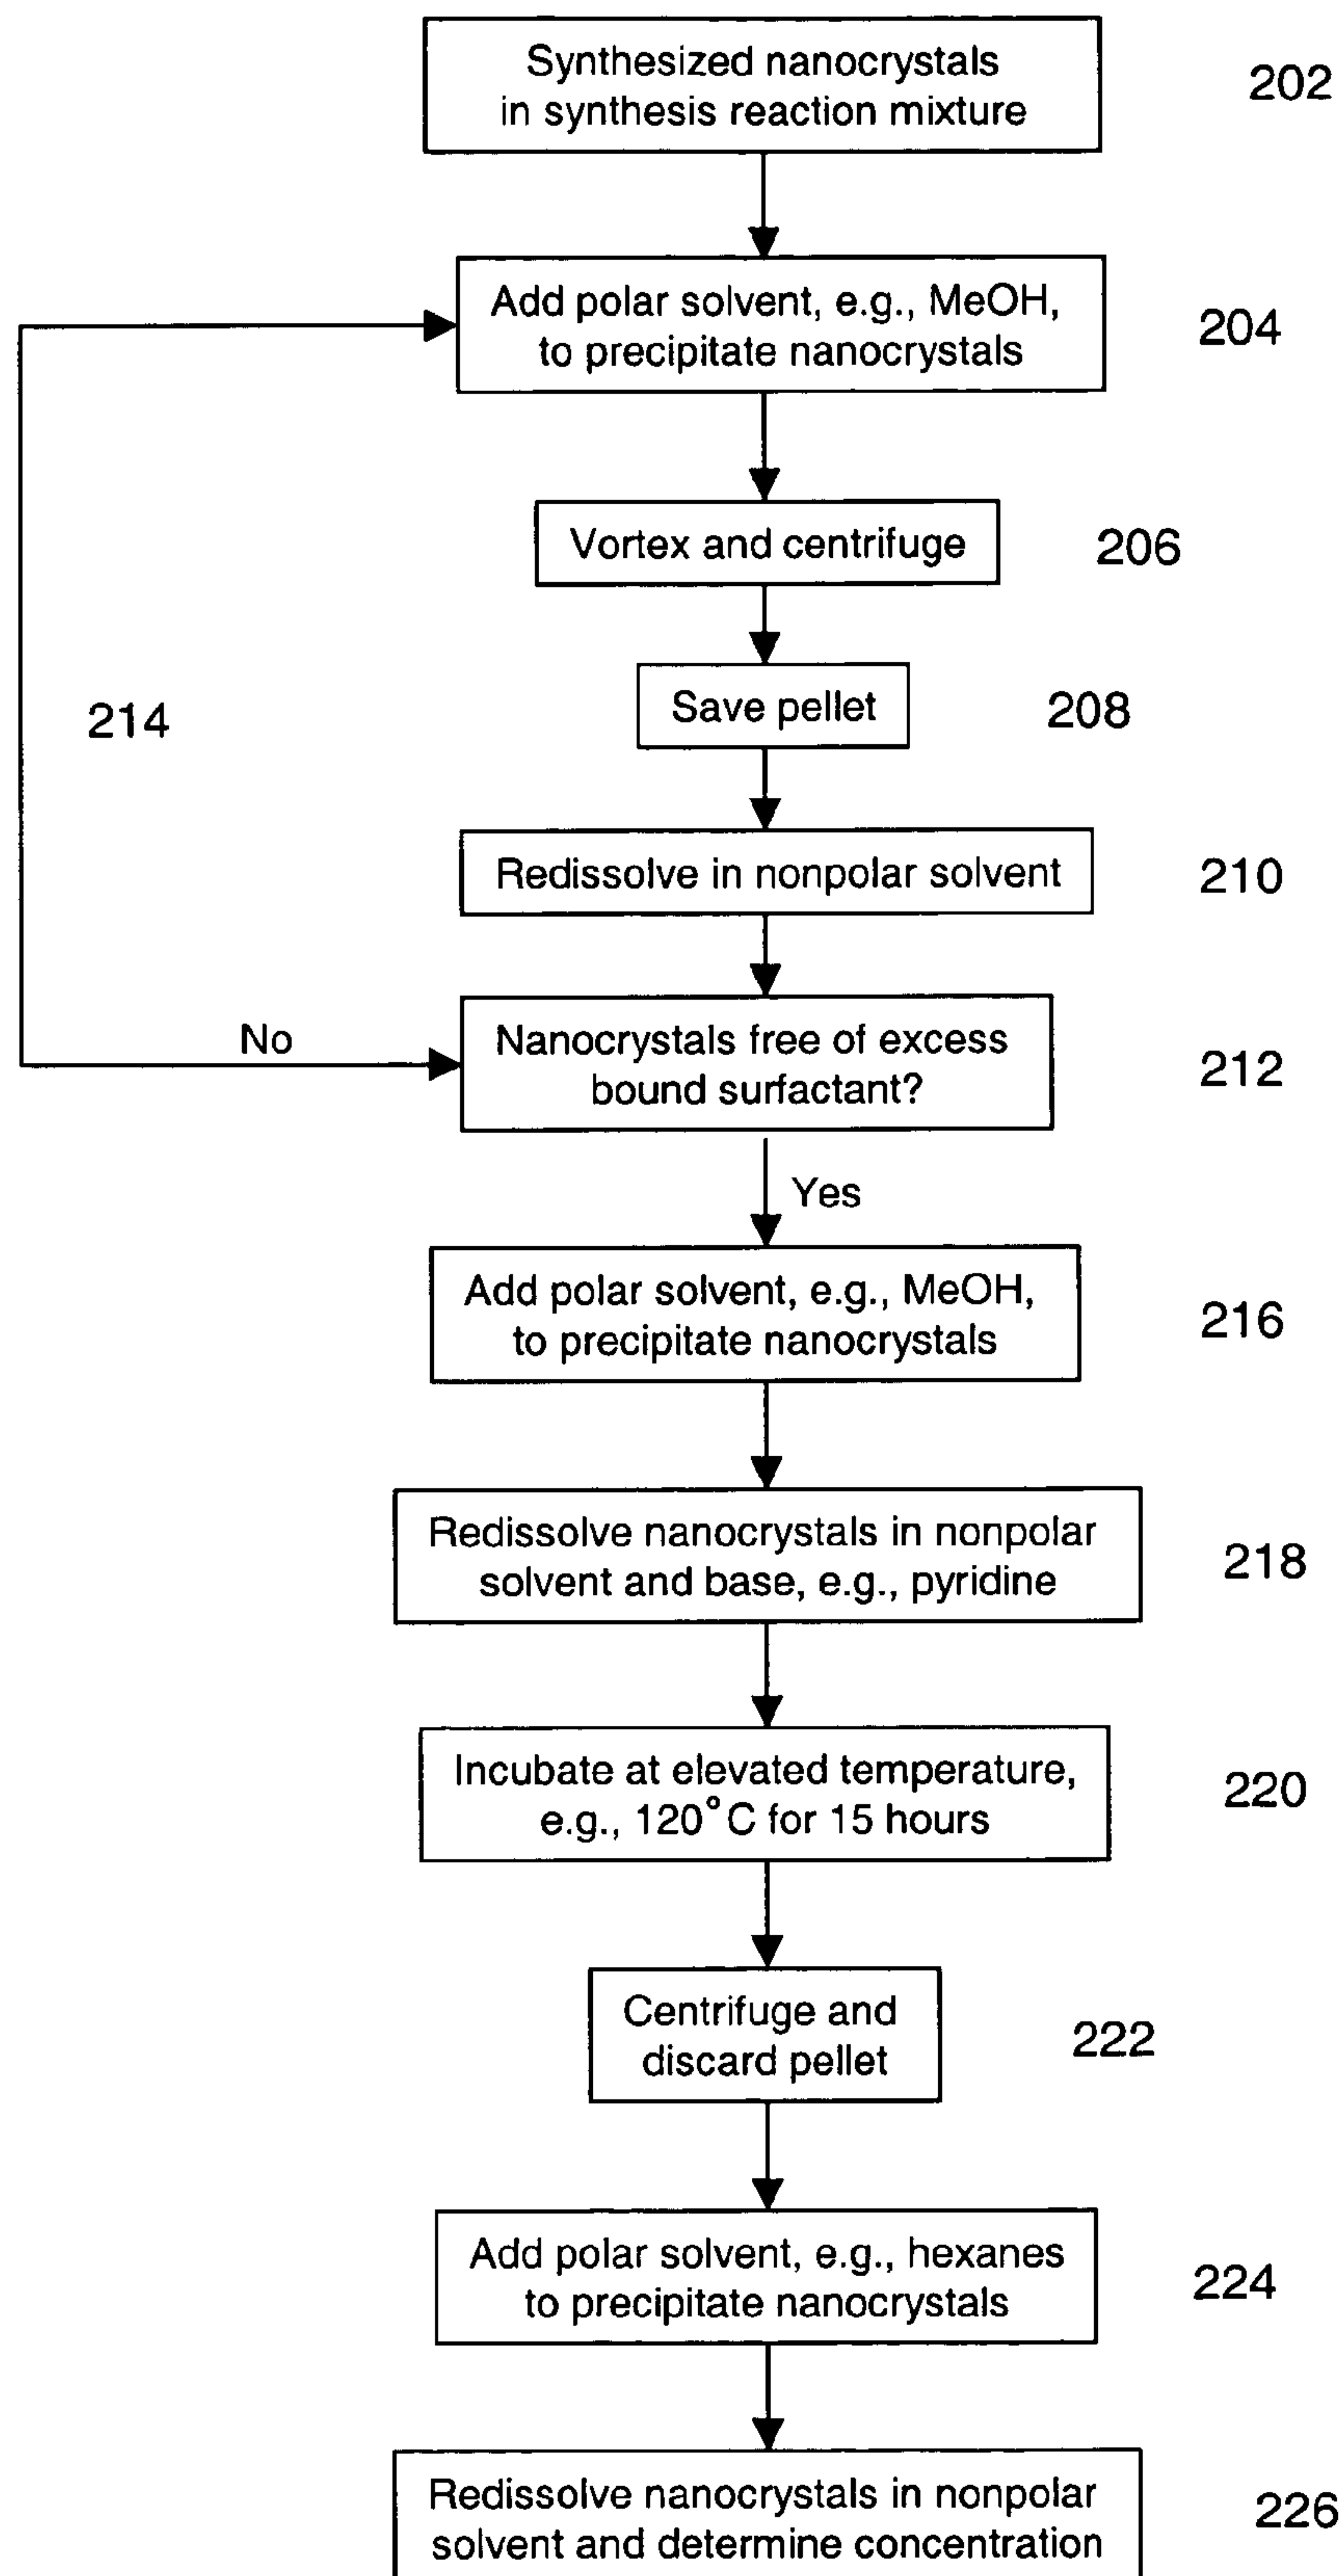 Synthesized nanocrystals
in synthesis reaction mixture
202
Add polar solvent, e.g., MeOH,
to precipitate nanocrystals
204
Vortex and centrifuge
206
Save pellet
208
214
Redissolve in nonpolar solvent
210
No
Nanocrystals free of excess
bound surfactant?
212
Yes
Add polar solvent, e.g., MeOH,
to precipitate nanocrystals
216
Redissolve nanocrystals in nonpolar
solvent and base, e.g., pyridine
218
Incubate at elevated temperature,
e.g., 120°C for 15 hours
220
Centrifuge and
discard pellet
222
Add polar solvent, e.g., hexanes
to precipitate nanocrystals
224
Redissolve nanocrystals in nonpolar
solvent and determine concentration
226